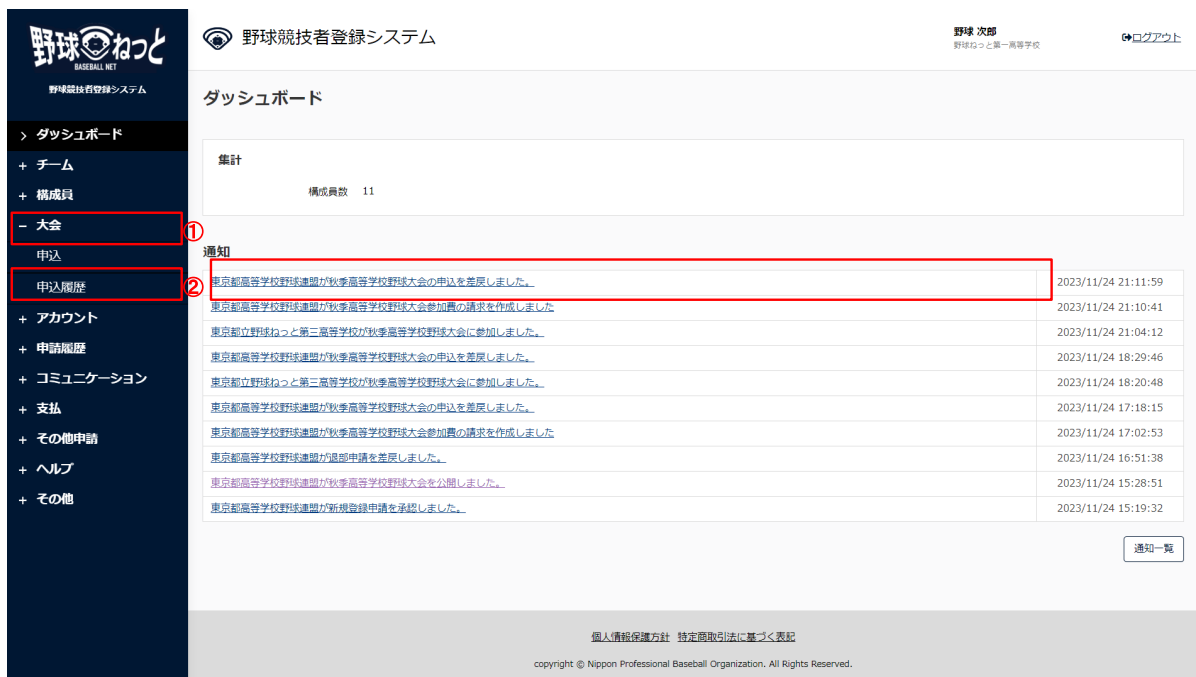 野球ねっと
BASEBALL NET
野球競技者登録システム
> ダッシュボード
+ チーム
+ 構成員
− 大会
①
申込
申込履歴
②
+ アカウント
+ 申請履歴
+ コミュニケーション
+ 支払
+ その他申請
+ ヘルプ
+ その他
野球競技者登録システム
野球 次郎
野球ねっと第一高等学校
ログアウト
ダッシュボード
集計
構成員数 11
通知
東京都高等学校野球連盟が秋季高等学校野球大会の申込を差戻しました。 2023/11/24 21:11:59
東京都高等学校野球連盟が秋季高等学校野球大会参加費の請求を作成しました 2023/11/24 21:10:41
東京都立野球ねっと第三高等学校が秋季高等学校野球大会に参加しました。 2023/11/24 21:04:12
東京都高等学校野球連盟が秋季高等学校野球大会の申込を差戻しました。 2023/11/24 18:29:46
東京都立野球ねっと第三高等学校が秋季高等学校野球大会に参加しました。 2023/11/24 18:20:48
東京都高等学校野球連盟が秋季高等学校野球大会の申込を差戻しました。 2023/11/24 17:18:15
東京都高等学校野球連盟が秋季高等学校野球大会参加費の請求を作成しました 2023/11/24 17:02:53
東京都高等学校野球連盟が退部申請を差戻しました。 2023/11/24 16:51:38
東京都高等学校野球連盟が秋季高等学校野球大会を公開しました。 2023/11/24 15:28:51
東京都高等学校野球連盟が新規登録申請を承認しました。 2023/11/24 15:19:32
通知一覧
個人情報保護方針 特定商取引法に基づく表記
copyright © Nippon Professional Baseball Organization. All Rights Reserved.